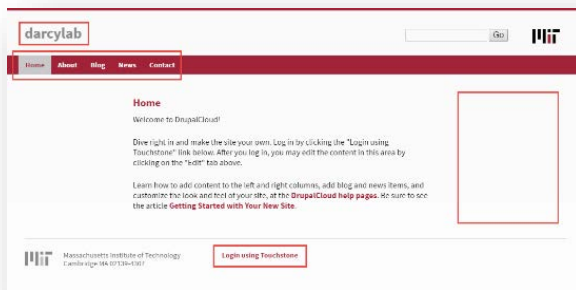 darcylab
Go
MIT
Home About Blog News Contact
Home
Welcome to DrupalCloud!
Dive right in and make the site your own. Log in by clicking the "Login using
Touchstone" link below. After you log in, you may edit the content in this area by
clicking on the "Edit" tab above.
Learn how to add content to the left and right columns, add blog and news items, and
customize the look and feel of your site, at the DrupalCloud help pages. Be sure to see
the article Getting Started with Your New Site.
Massachusetts Institute of Technology
Cambridge MA 02139-4307
Login using Touchstone